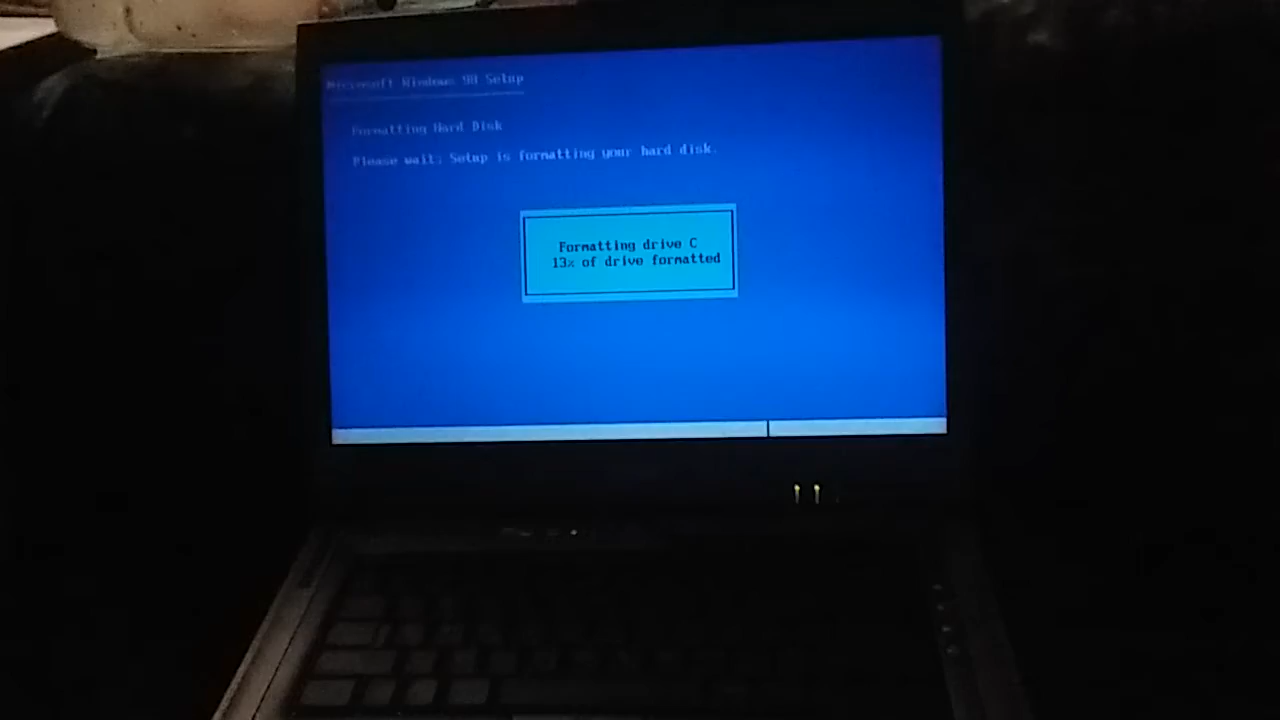 Microsoft Windows 98 Setup
Formatting Hard Disk
Please wait; Setup is formatting your hard disk.
Formatting drive C
13% of drive formatted